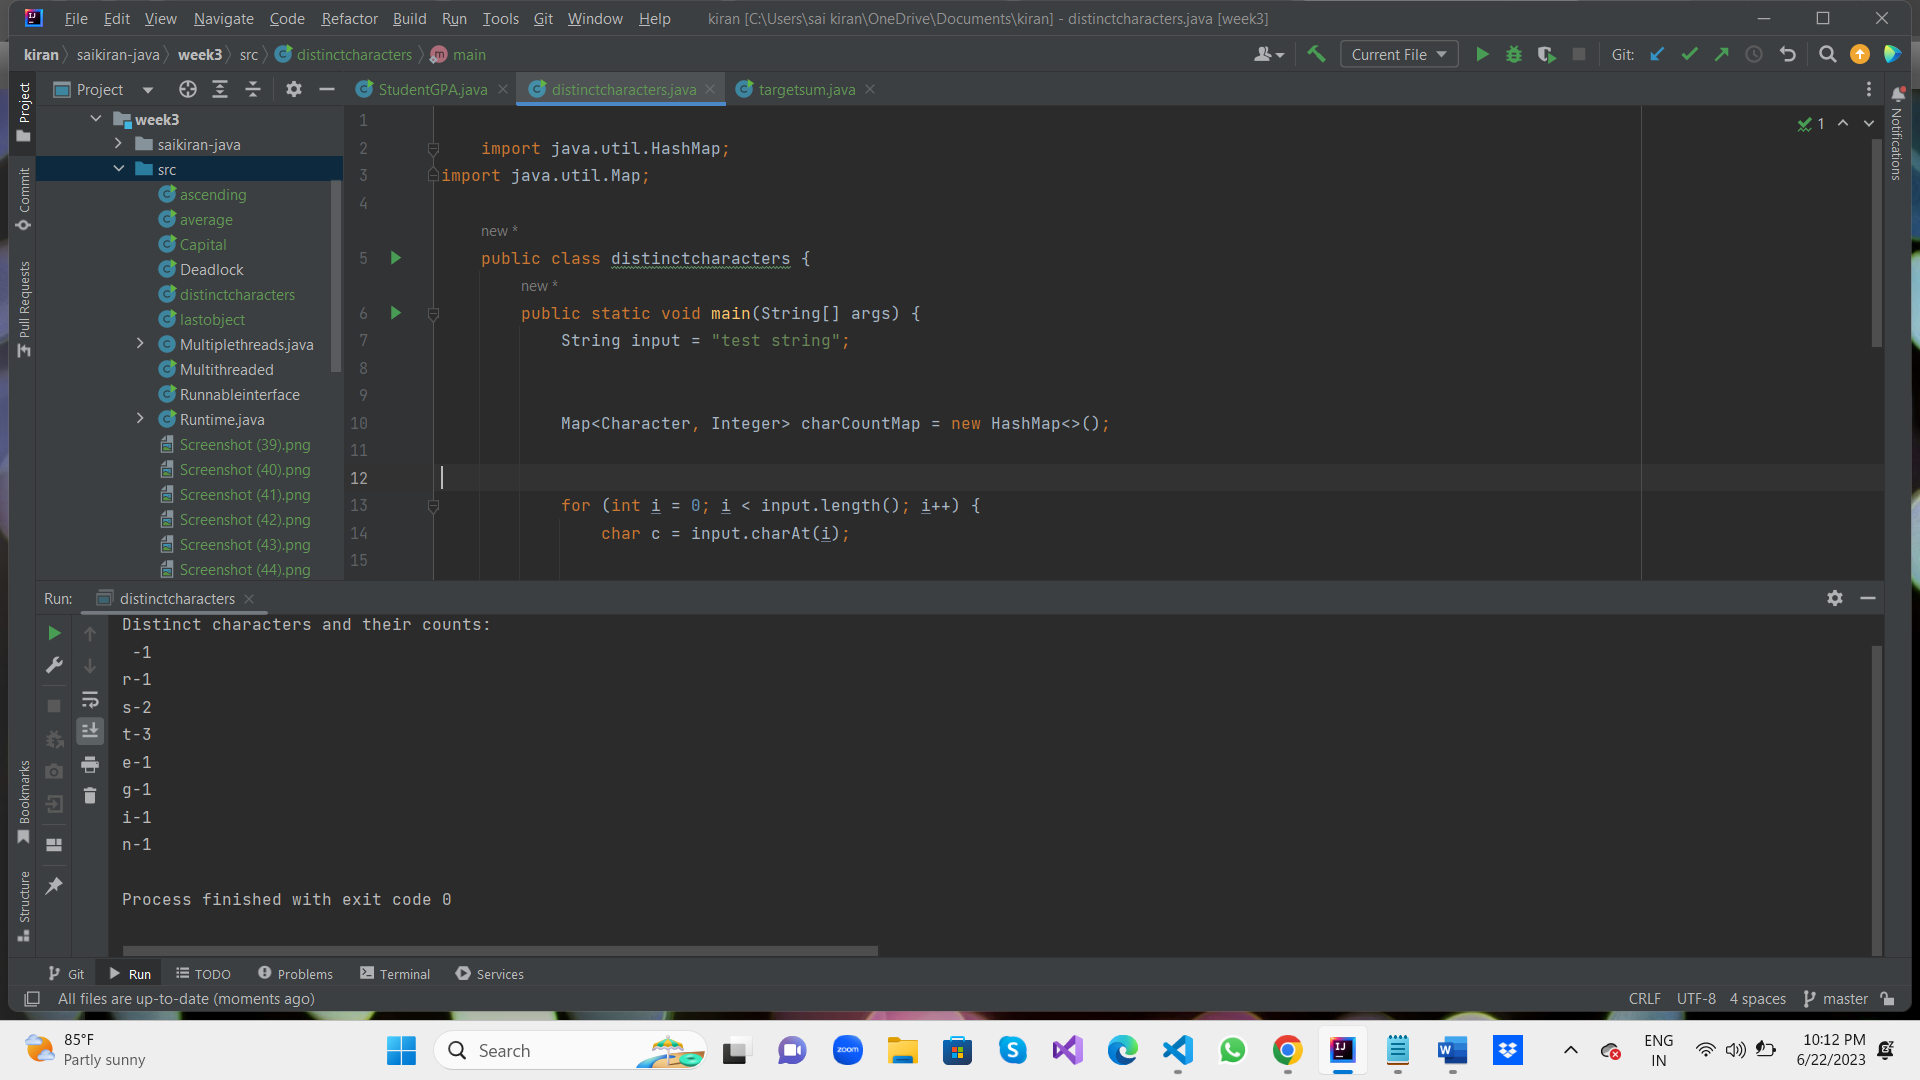 File Edit View Navigate Code Refactor Build Run Tools Git Window Help kiran [C:\Users\sai kiran\OneDrive\Documents\kiran] - distinctcharacters.java [week3]
kiran saikiran-java week3 src distinctcharacters main Current File Git:
Project StudentGPA.java distinctcharacters.java targetsum.java
Project
Commit
Pull Requests
Bookmarks
Structure
Notifications
week3
saikiran-java
src
ascending
average
Capital
Deadlock
distinctcharacters
lastobject
Multiplethreads.java
Multithreaded
Runnableinterface
Runtime.java
Screenshot (39).png
Screenshot (40).png
Screenshot (41).png
Screenshot (42).png
Screenshot (43).png
Screenshot (44).png
1
1
2 import java.util.HashMap;
3 import java.util.Map;
4
new *
5 public class distinctcharacters {
new *
6 public static void main(String[] args) {
7 String input = "test string";
8
9
10 Map<Character, Integer> charCountMap = new HashMap<>();
11
12
13 for (int i = 0; i < input.length(); i++) {
14 char c = input.charAt(i);
15
Run: distinctcharacters
Distinct characters and their counts:
 -1
r-1
s-2
t-3
e-1
g-1
i-1
n-1
Process finished with exit code 0
Git Run TODO Problems Terminal Services
All files are up-to-date (moments ago) CRLF UTF-8 4 spaces master
85°F
Partly sunny
Search
zoom
ENG
IN
10:12 PM
6/22/2023